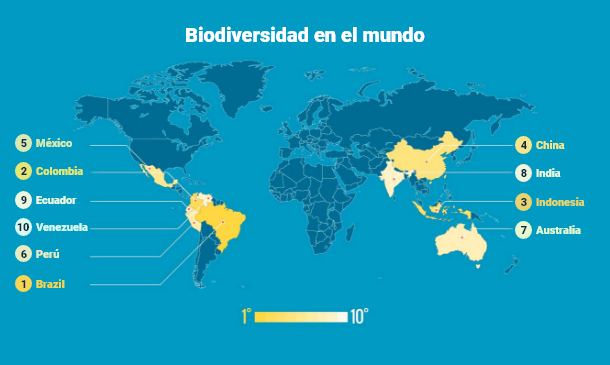 Biodiversidad en el mundo
5 México
2 Colombia
9 Ecuador
10 Venezuela
6 Perú
1 Brazil
4 China
8 India
3 Indonesia
7 Australia
1° 10°